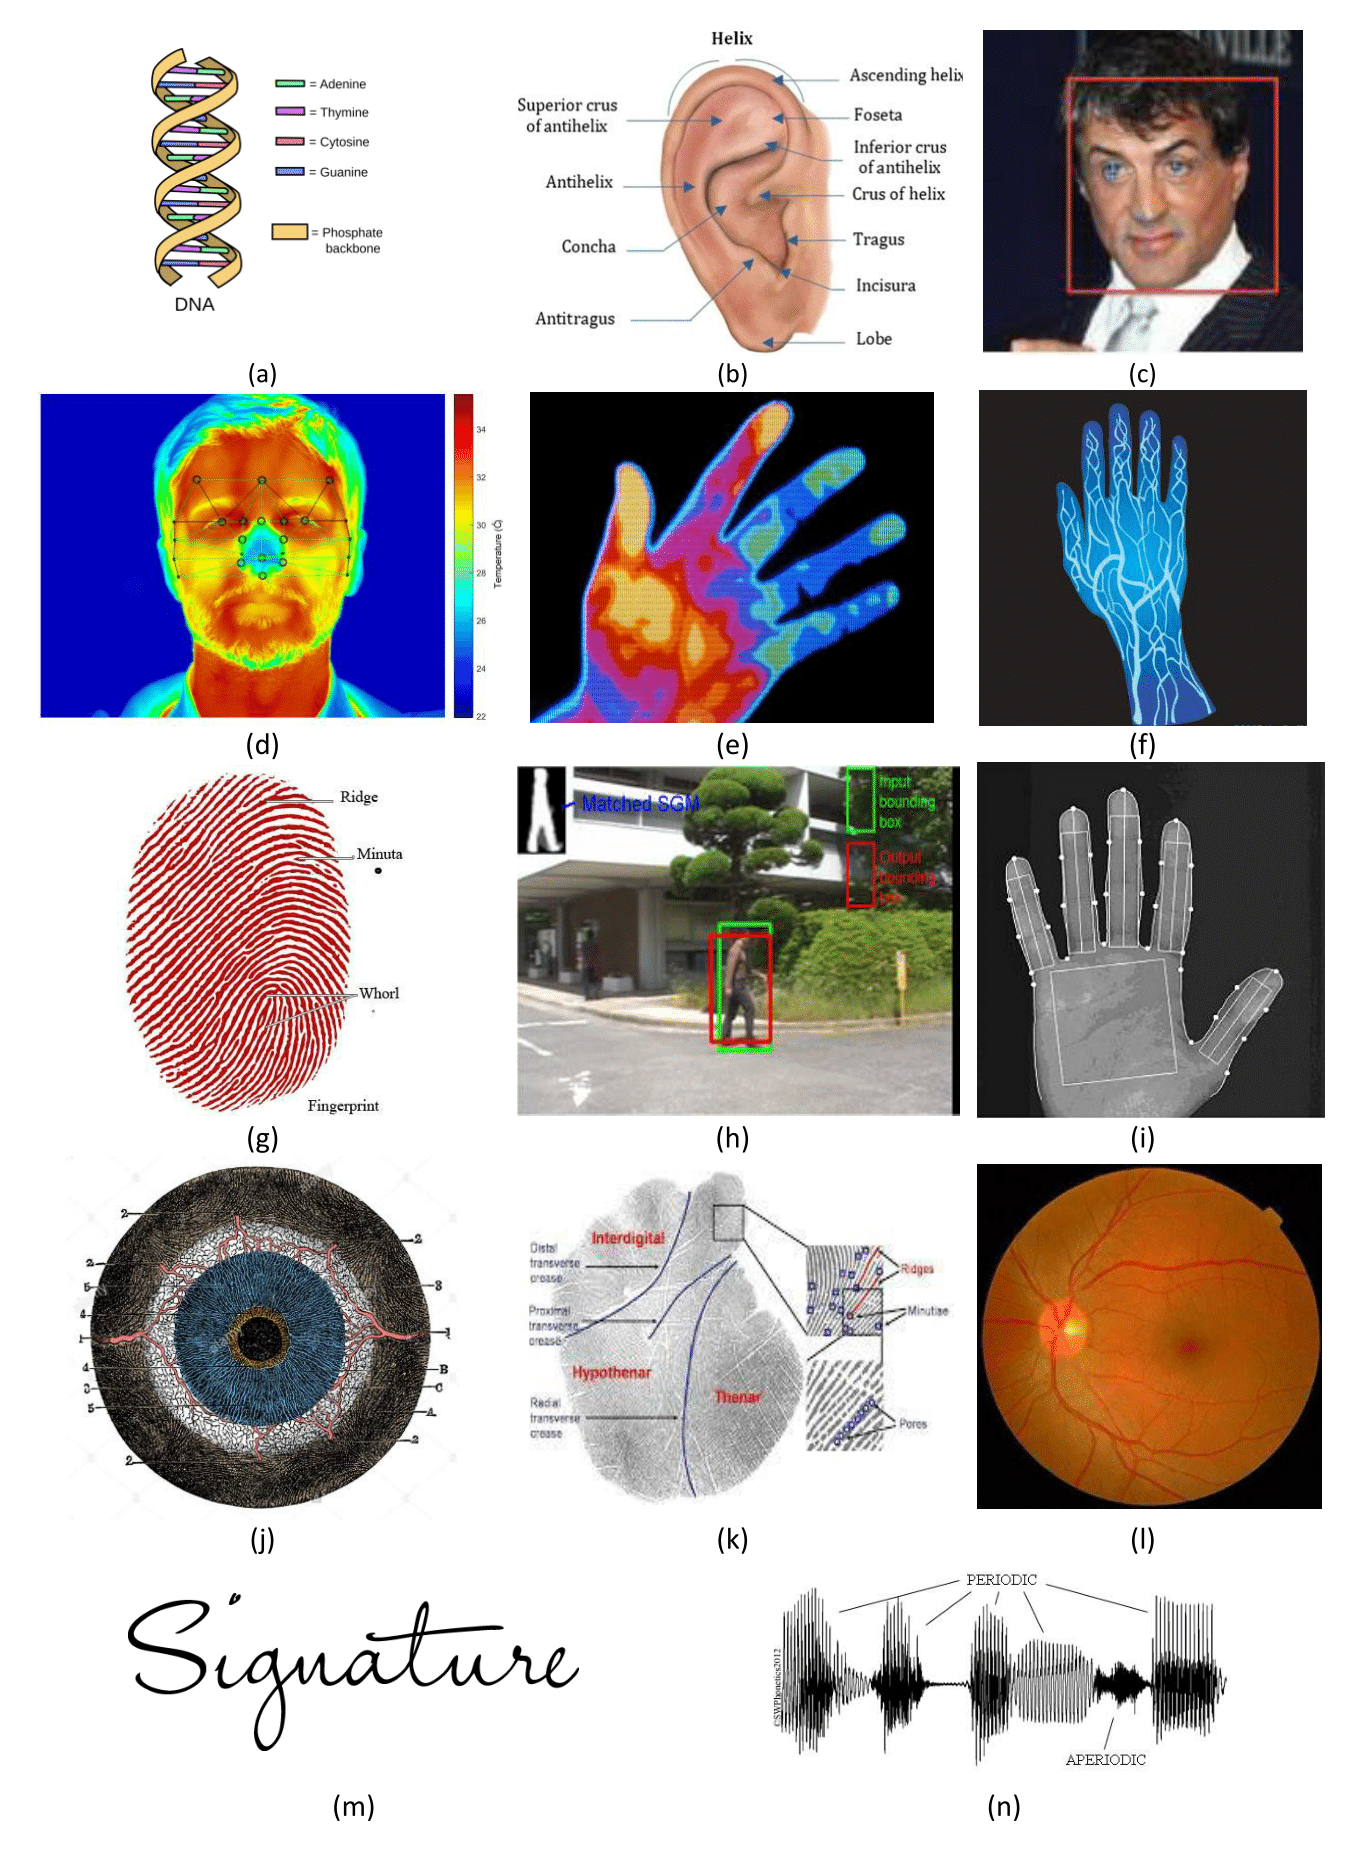 = Adenine
= Thymine
= Cytosine
= Guanine
= Phosphate
backbone
DNA
(a)
Helix
Ascending helix
Superior crus
of antihelix
Foseta
Inferior crus
of antihelix
Antihelix
Crus of helix
Concha
Tragus
Incisura
Antitragus
Lobe
(b)
VILLE
(c)
34
32
30
28
26
24
22
Temperature (C)
(d)
(e)
(f)
Ridge
Minuta
Whorl
Fingerprint
(g)
Matched SGM
Input
bounding
box
Output
bounding
box
(h)
(i)
2
2
2
2
5
3
4
1
1
4
B
3
C
5
A
2
2
(j)
Interdigital
Distal
transverse
crease
Proximal
transverse
crease
Hypothenar
Thenar
Radial
transverse
crease
Ridges
Minutiae
Pores
(k)
(l)
Signature
(m)
PERIODIC
©SWPhonetics2012
APERIODIC
(n)